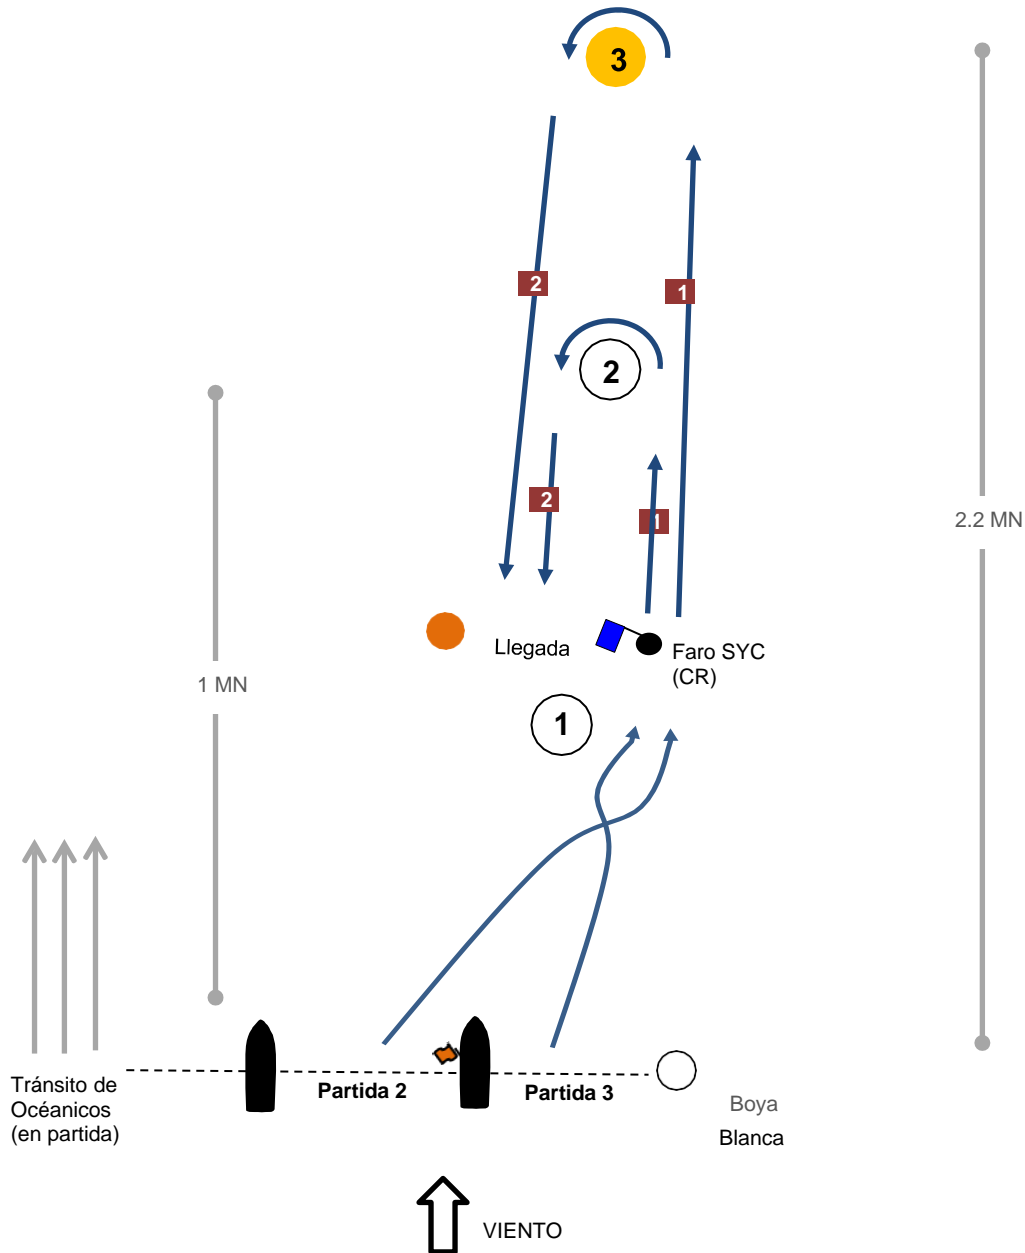 3
2
1
2
2
1
2.2 MN
Llegada
Faro SYC
(CR)
1 MN
1
Tránsito de
Océanicos
(en partida)
Partida 2
Partida 3
Boya
Blanca
VIENTO